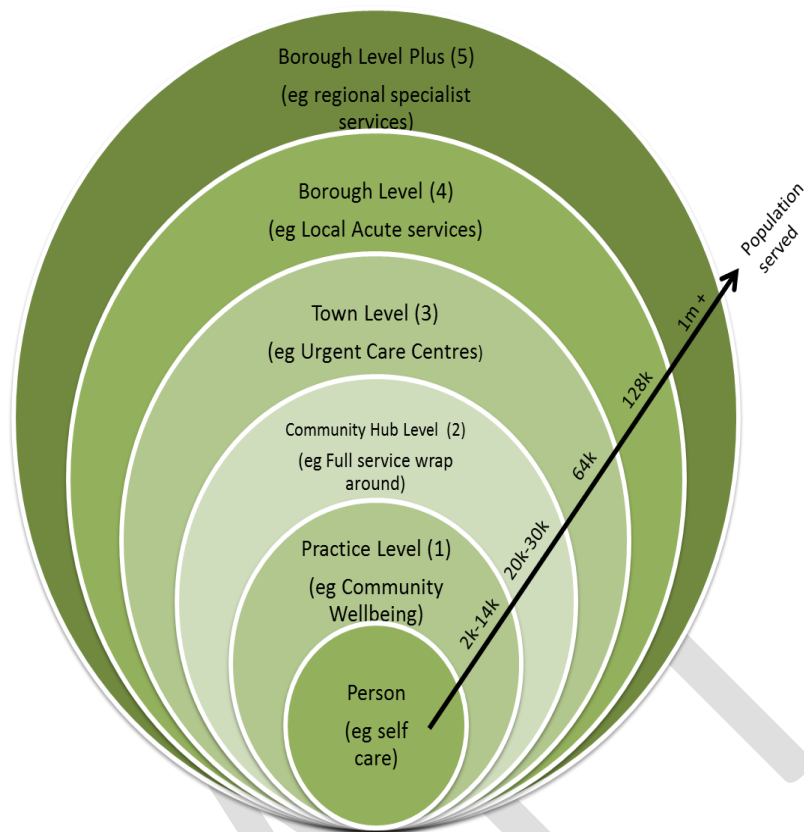 Borough Level Plus (5)
(eg regional specialist
services)
Borough Level (4)
(eg Local Acute services)
Town Level (3)
(eg Urgent Care Centres)
Community Hub Level (2)
(eg Full service wrap
around)
Practice Level (1)
(eg Community
Wellbeing)
Person
(eg self
care)
2k-14k
20k-30k
64k
128k
1m +
Population
served